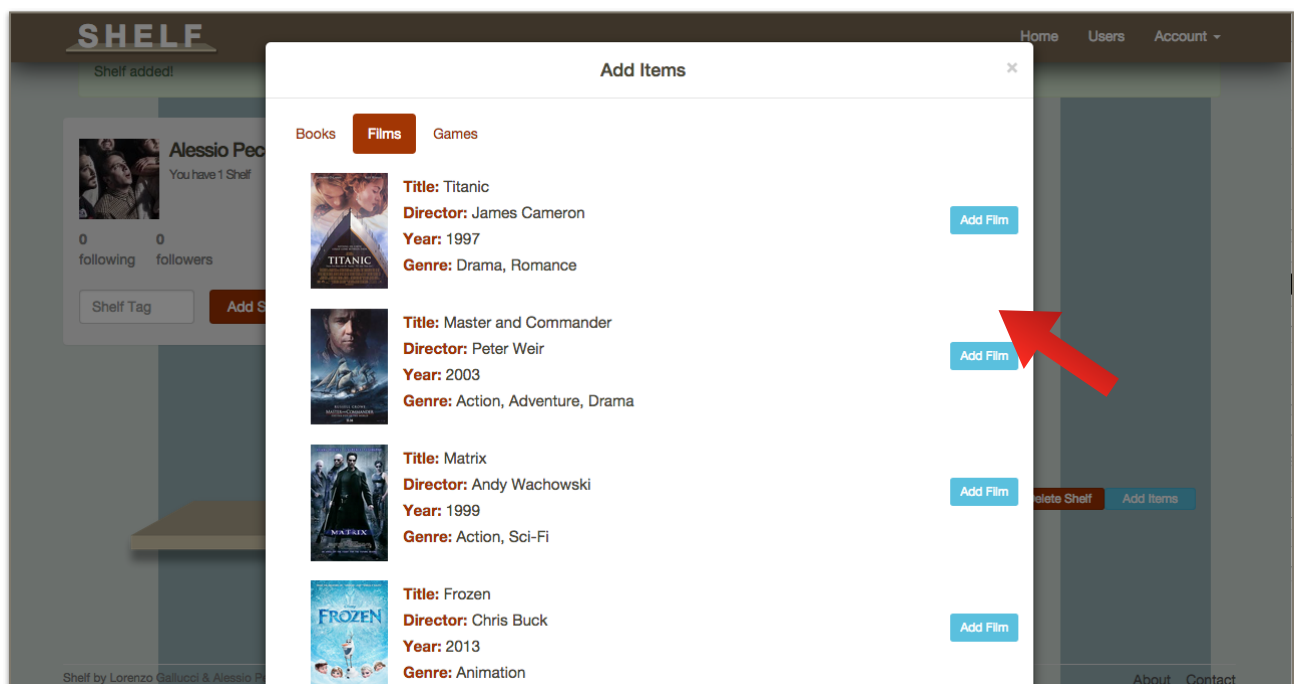 SHELF
Home Users Account
Shelf added!
Add Items
×
Books Films Games
Alessio Pec
You have 1 Shelf
0 0
following followers
Shelf Tag Add S
TITANIC
Title: Titanic
Director: James Cameron
Year: 1997
Genre: Drama, Romance
Add Film
MASTER AND COMMANDER
Title: Master and Commander
Director: Peter Weir
Year: 2003
Genre: Action, Adventure, Drama
Add Film
MATRIX
Title: Matrix
Director: Andy Wachowski
Year: 1999
Genre: Action, Sci-Fi
Add Film
elete Shelf Add Items
FROZEN
Title: Frozen
Director: Chris Buck
Year: 2013
Genre: Animation
Add Film
Shelf by Lorenzo Gallucci & Alessio Pe
About Contact